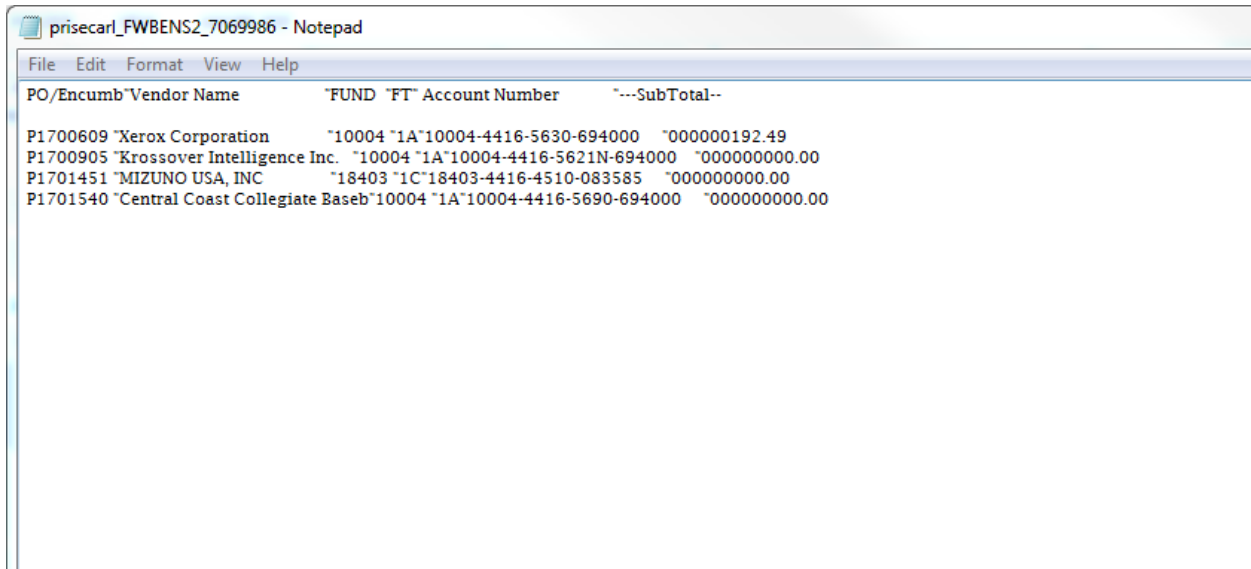 prisecarl_FWBENS2_7069986 - Notepad
File Edit Format View Help
PO/Encumb~Vendor Name ~FUND ~FT~ Account Number ~---SubTotal--
P1700609 ~Xerox Corporation ~10004 ~1A~10004-4416-5630-694000 ~000000192.49
P1700905 ~Krossover Intelligence Inc. ~10004 ~1A~10004-4416-5621N-694000 ~000000000.00
P1701451 ~MIZUNO USA, INC ~18403 ~1C~18403-4416-4510-083585 ~000000000.00
P1701540 ~Central Coast Collegiate Baseb~10004 ~1A~10004-4416-5690-694000 ~000000000.00